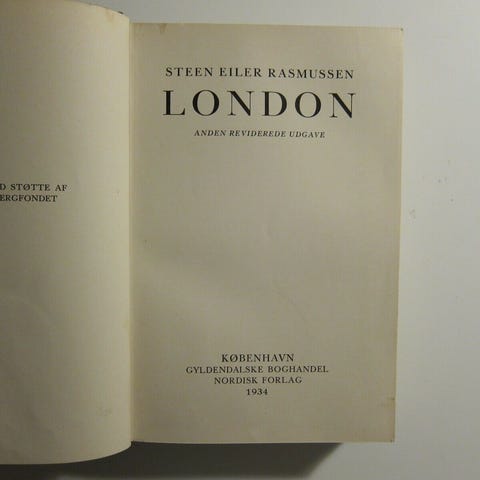 D STØTTE AF
ERGFONDET
STEEN EILER RASMUSSEN
LONDON
ANDEN REVIDEREDE UDGAVE
KØBENHAVN
GYLDENDALSKE BOGHANDEL
NORDISK FORLAG
1934